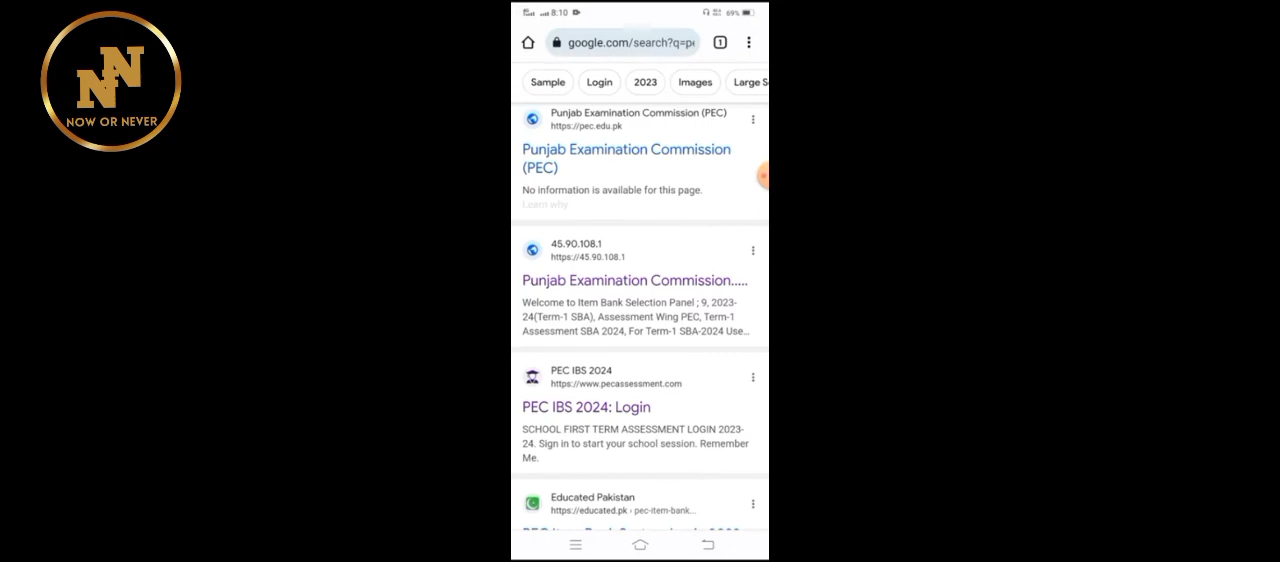 NN
NOW OR NEVER
8:10
69%
google.com/search?q=pe
1
Sample
Login
2023
Images
Large S
Punjab Examination Commission (PEC)
https://pec.edu.pk
Punjab Examination Commission
(PEC)
No information is available for this page.
Learn why
45.90.108.1
https://45.90.108.1
Punjab Examination Commission.....
Welcome to Item Bank Selection Panel ; 9, 2023-
24(Term-1 SBA), Assessment Wing PEC, Term-1
Assessment SBA 2024, For Term-1 SBA-2024 Use...
PEC IBS 2024
https://www.pecassessment.com
PEC IBS 2024: Login
SCHOOL FIRST TERM ASSESSMENT LOGIN 2023-
24. Sign in to start your school session. Remember
Me.
Educated Pakistan
https://educated.pk › pec-item-bank...